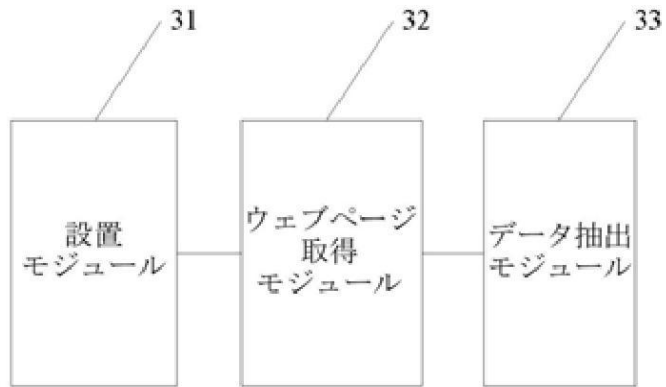 31
32
33
設置
モジュール
ウェブページ
取得
モジュール
データ抽出
モジュール